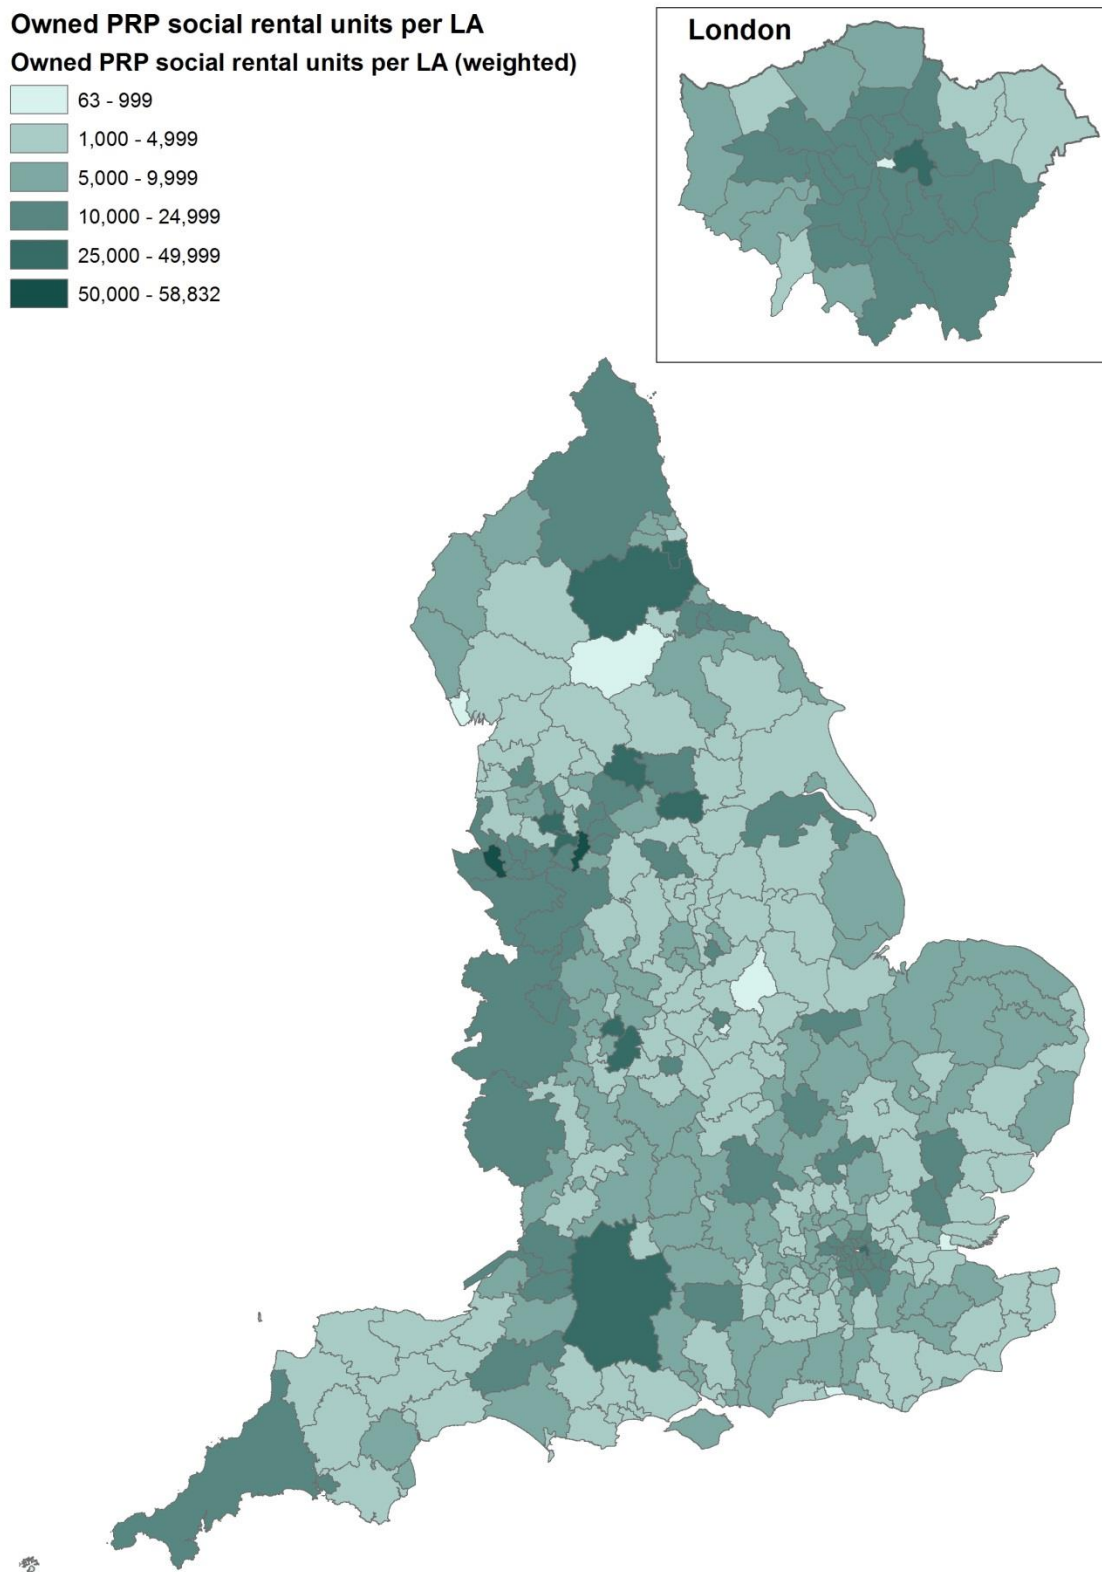 Owned PRP social rental units per LA
Owned PRP social rental units per LA (weighted)
63 - 999
1,000 - 4,999
5,000 - 9,999
10,000 - 24,999
25,000 - 49,999
50,000 - 58,832
London